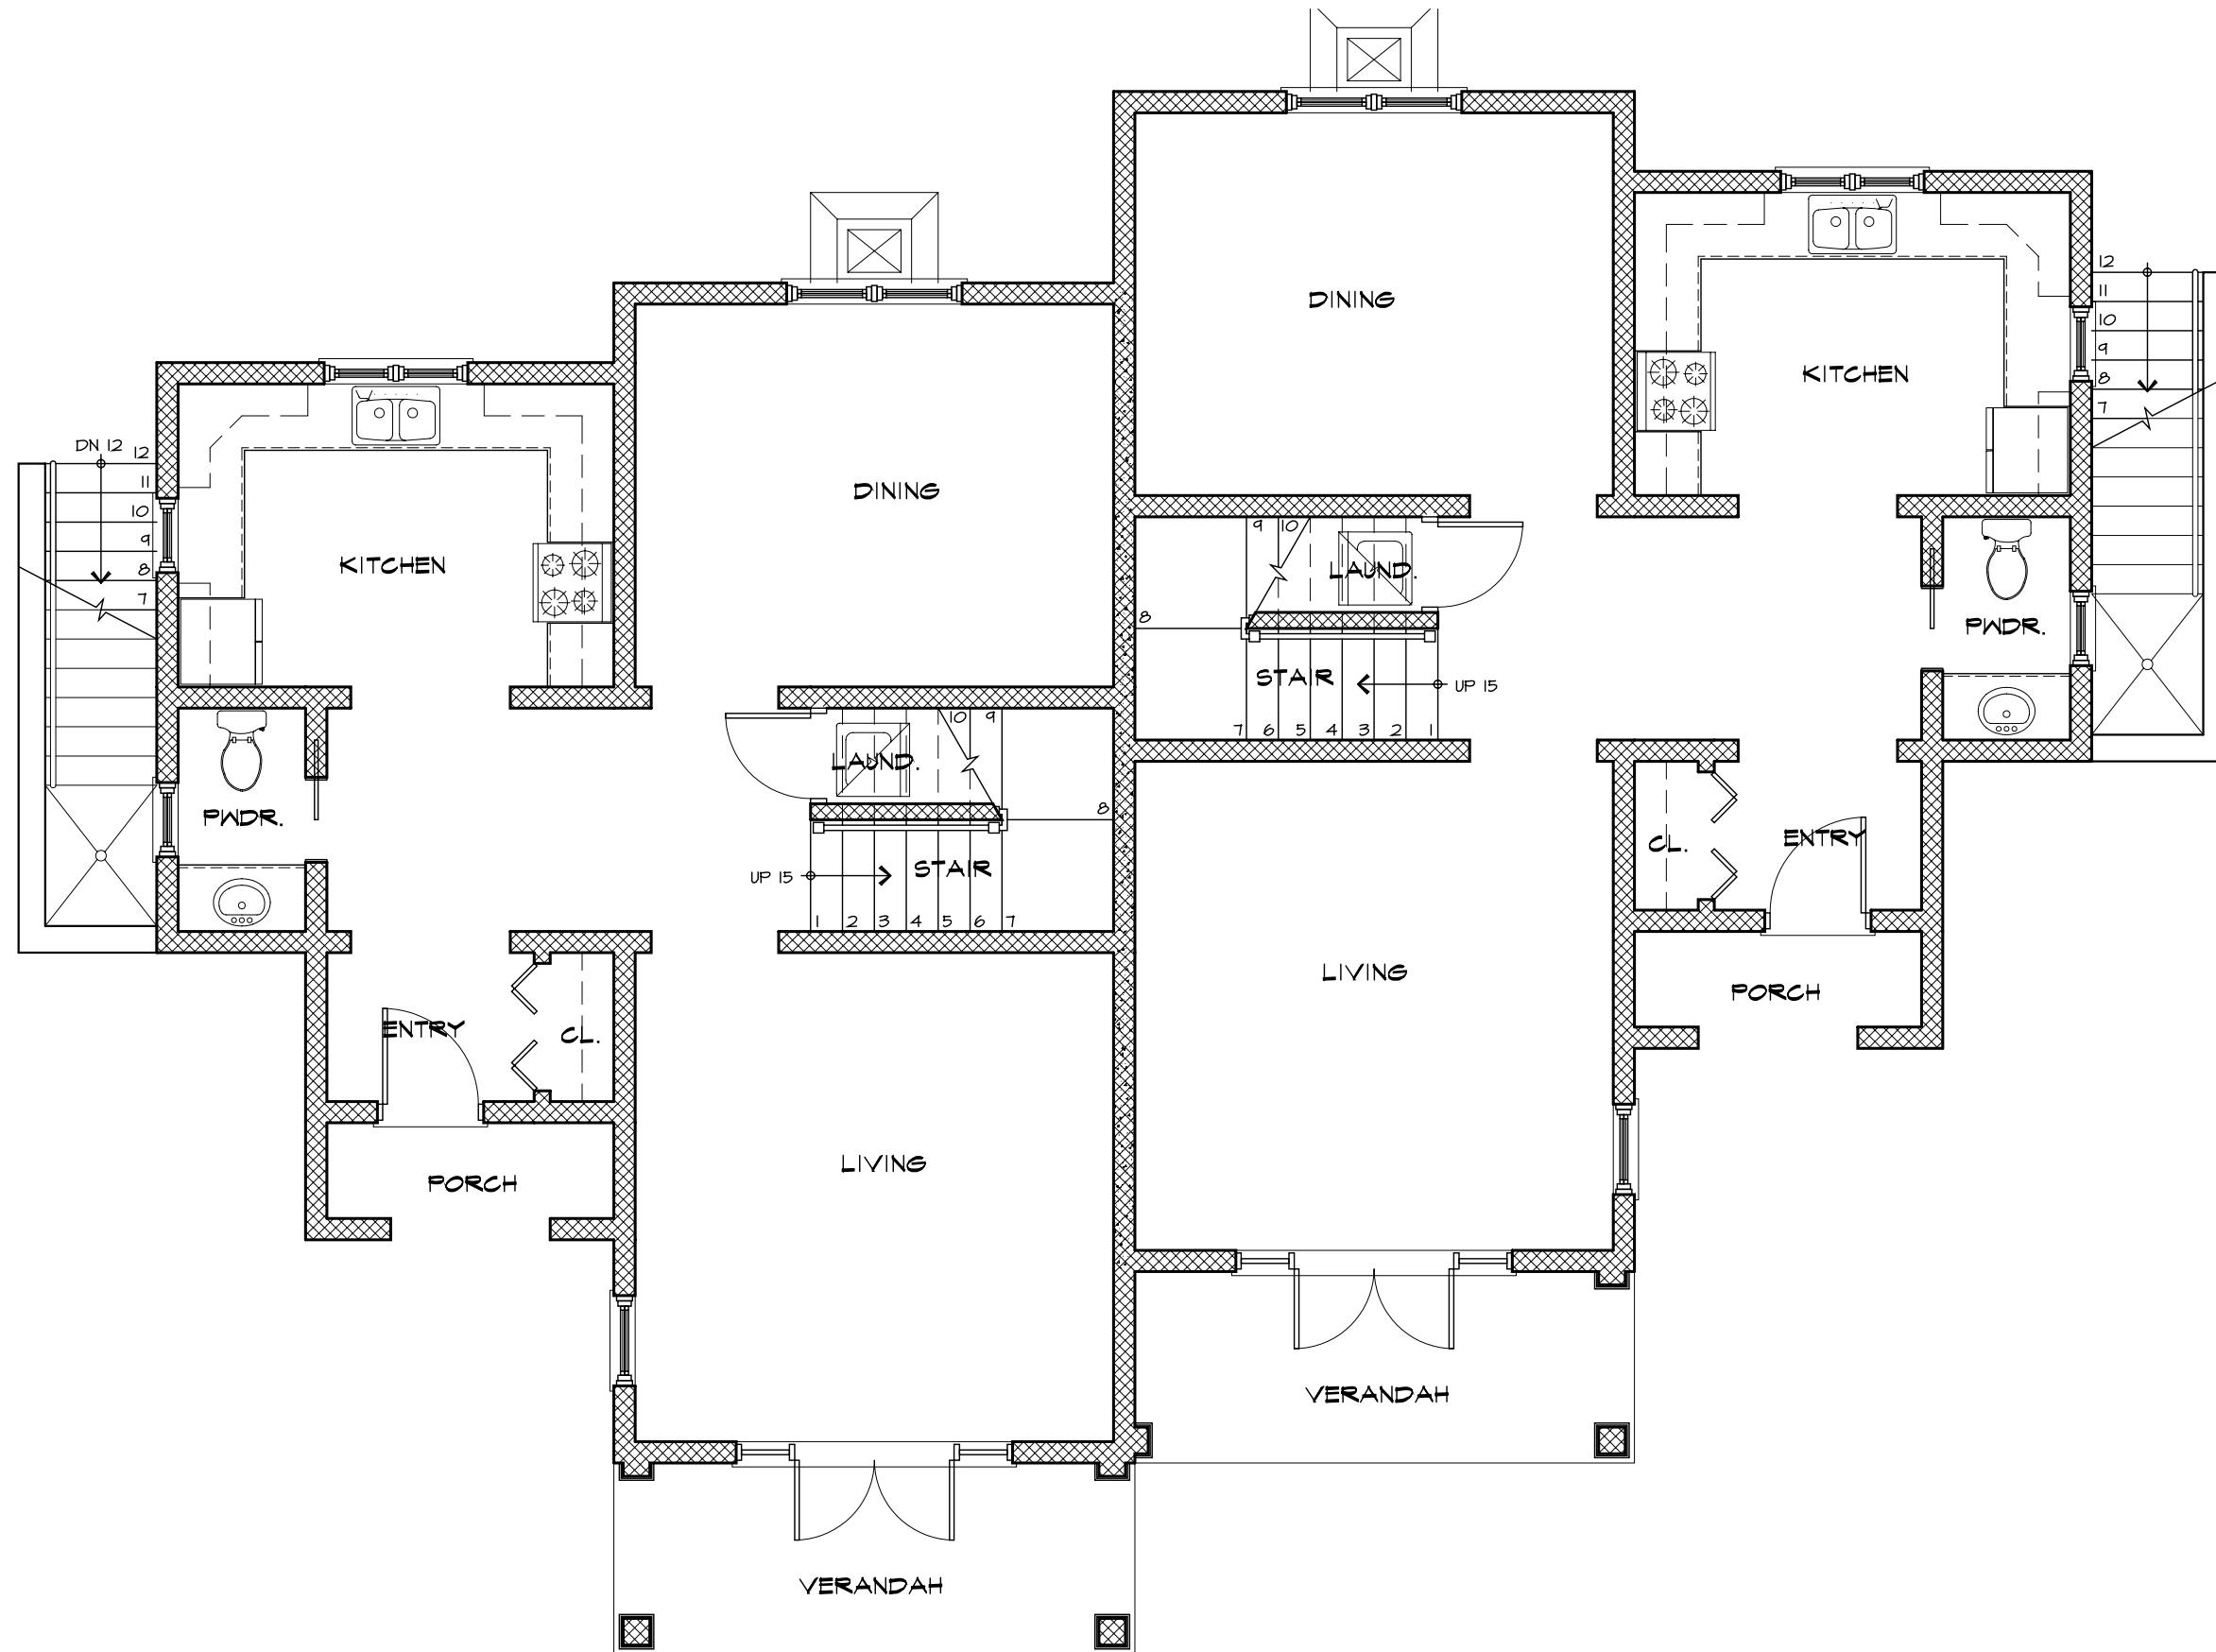 DINING
KITCHEN
12
11
10
9
8
7
DN 12
12
11
10
9
8
7
DINING
KITCHEN
9
10
LAUND.
8
PWDR.
STAIR
UP 15
7
6
5
4
3
2
1
10
9
LAUND.
8
PWDR.
STAIR
UP 15
1
2
3
4
5
6
7
CL.
ENTRY
LIVING
PORCH
ENTRY
CL.
LIVING
PORCH
VERANDAH
VERANDAH